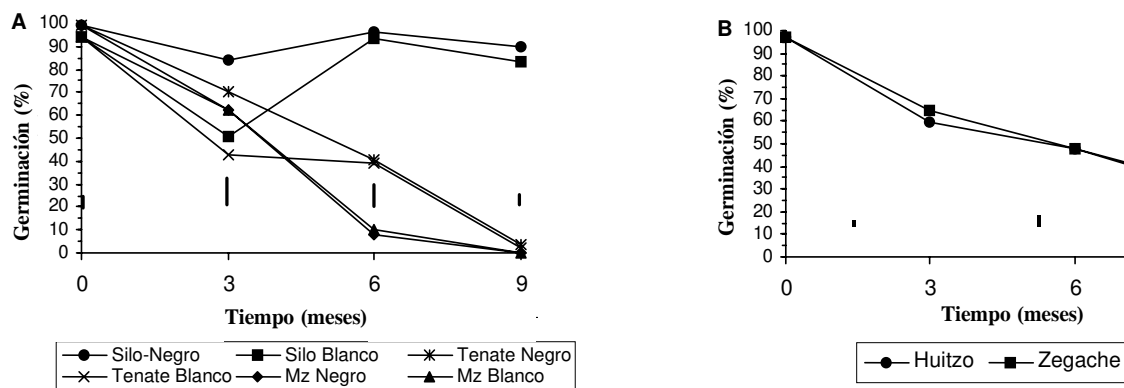 A
Germinación (%)
100
90
80
70
60
50
40
30
20
10
0
0 3 6 9
Tiempo (meses)
Silo-Negro Silo Blanco Tenate Negro
Tenate Blanco Mz Negro Mz Blanco
B
Germinación (%)
100
90
80
70
60
50
40
30
20
10
0
0 3 6
Tiempo (meses)
Huitzo Zegache